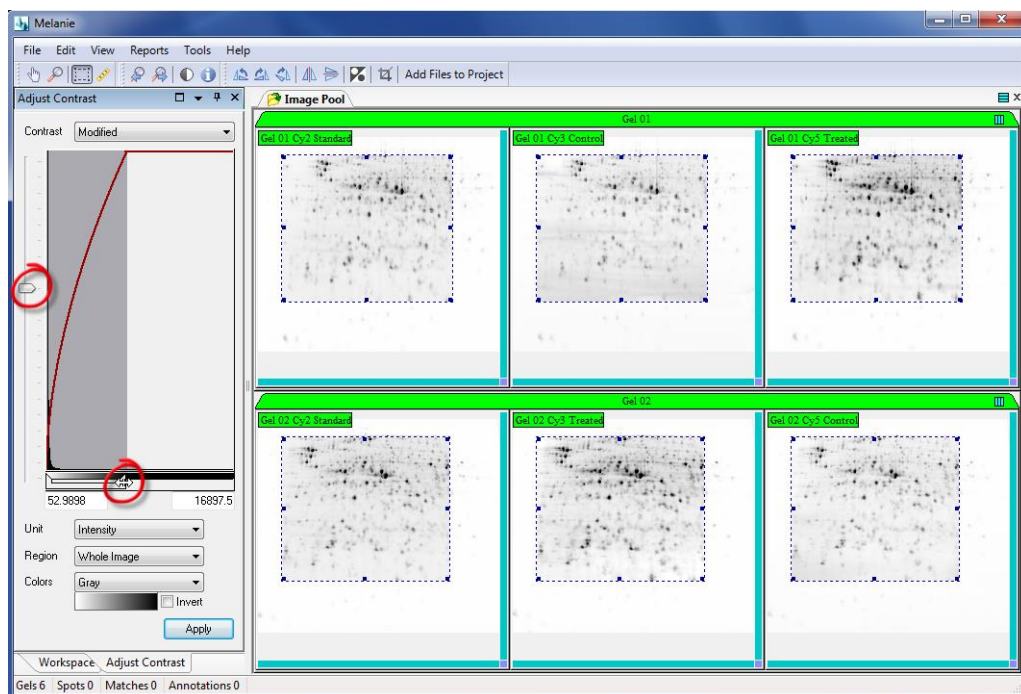 Melanie
File Edit View Reports Tools Help
Add Files to Project
Adjust Contrast
Image Pool
Contrast Modified
Gel 01
Gel 01 Cy2 Standard
Gel 01 Cy3 Control
Gel 01 Cy5 Treated
Gel 02
Gel 02 Cy2 Standard
Gel 02 Cy3 Treated
Gel 02 Cy5 Control
52.9898 16897.5
Unit Intensity
Region Whole Image
Colors Gray
Invert
Apply
Workspace Adjust Contrast
Gels 6 Spots 0 Matches 0 Annotations 0